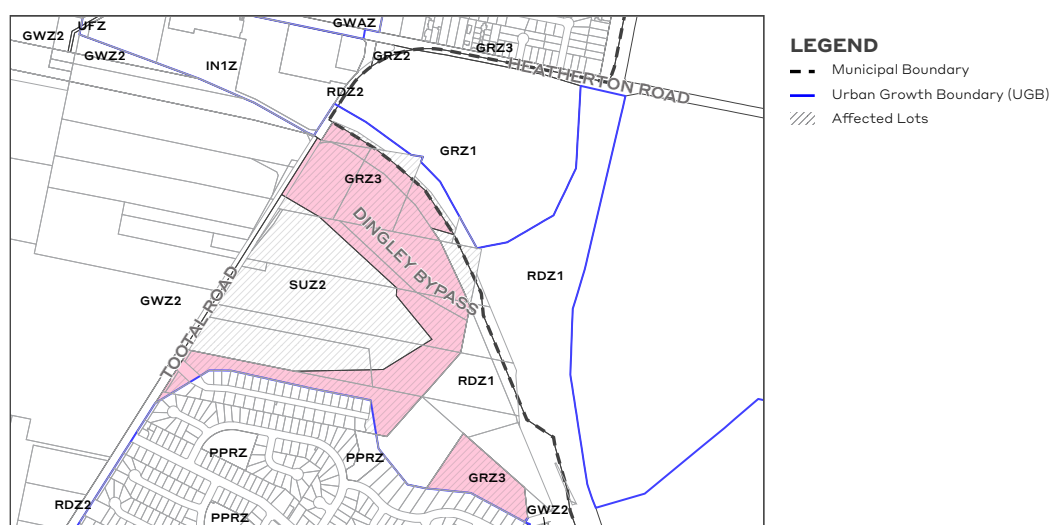 GWAZ
UFZ
GWZ2
GWZ2
GRZ3
GRZ2
IN1Z
HEATHERTON ROAD
RDZ2
GRZ1
GRZ3
DINGLEY BYPASS
RDZ1
SUZ2
GWZ2
TOOTAL ROAD
RDZ1
PPRZ
PPRZ
GRZ3
RDZ2
GWZ2
PPRZ
LEGEND
Municipal Boundary
Urban Growth Boundary (UGB)
Affected Lots